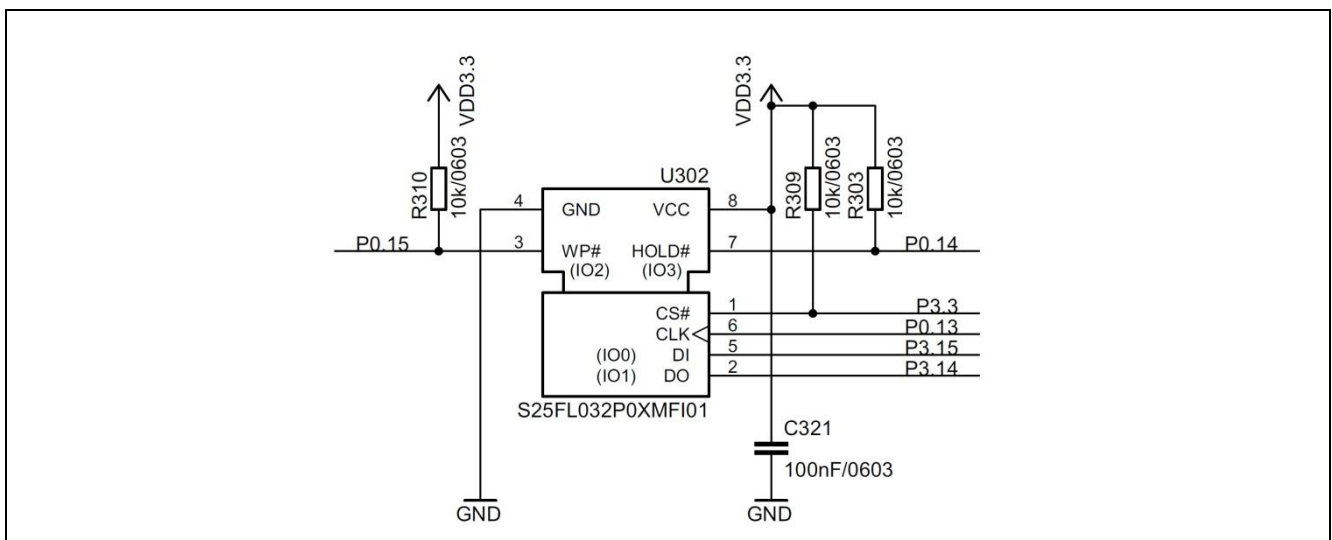 VDD3.3
VDD3.3
R310
10k/0603
R309
10k/0603
R303
10k/0603
U302
4 GND VCC 8
P0.15 3 WP# HOLD# 7 P0.14
(IO2) (IO3)
CS# 1 P3.3
CLK 6 P0.13
(IO0) DI 5 P3.15
(IO1) DO 2 P3.14
S25FL032P0XMFI01
C321
100nF/0603
GND GND